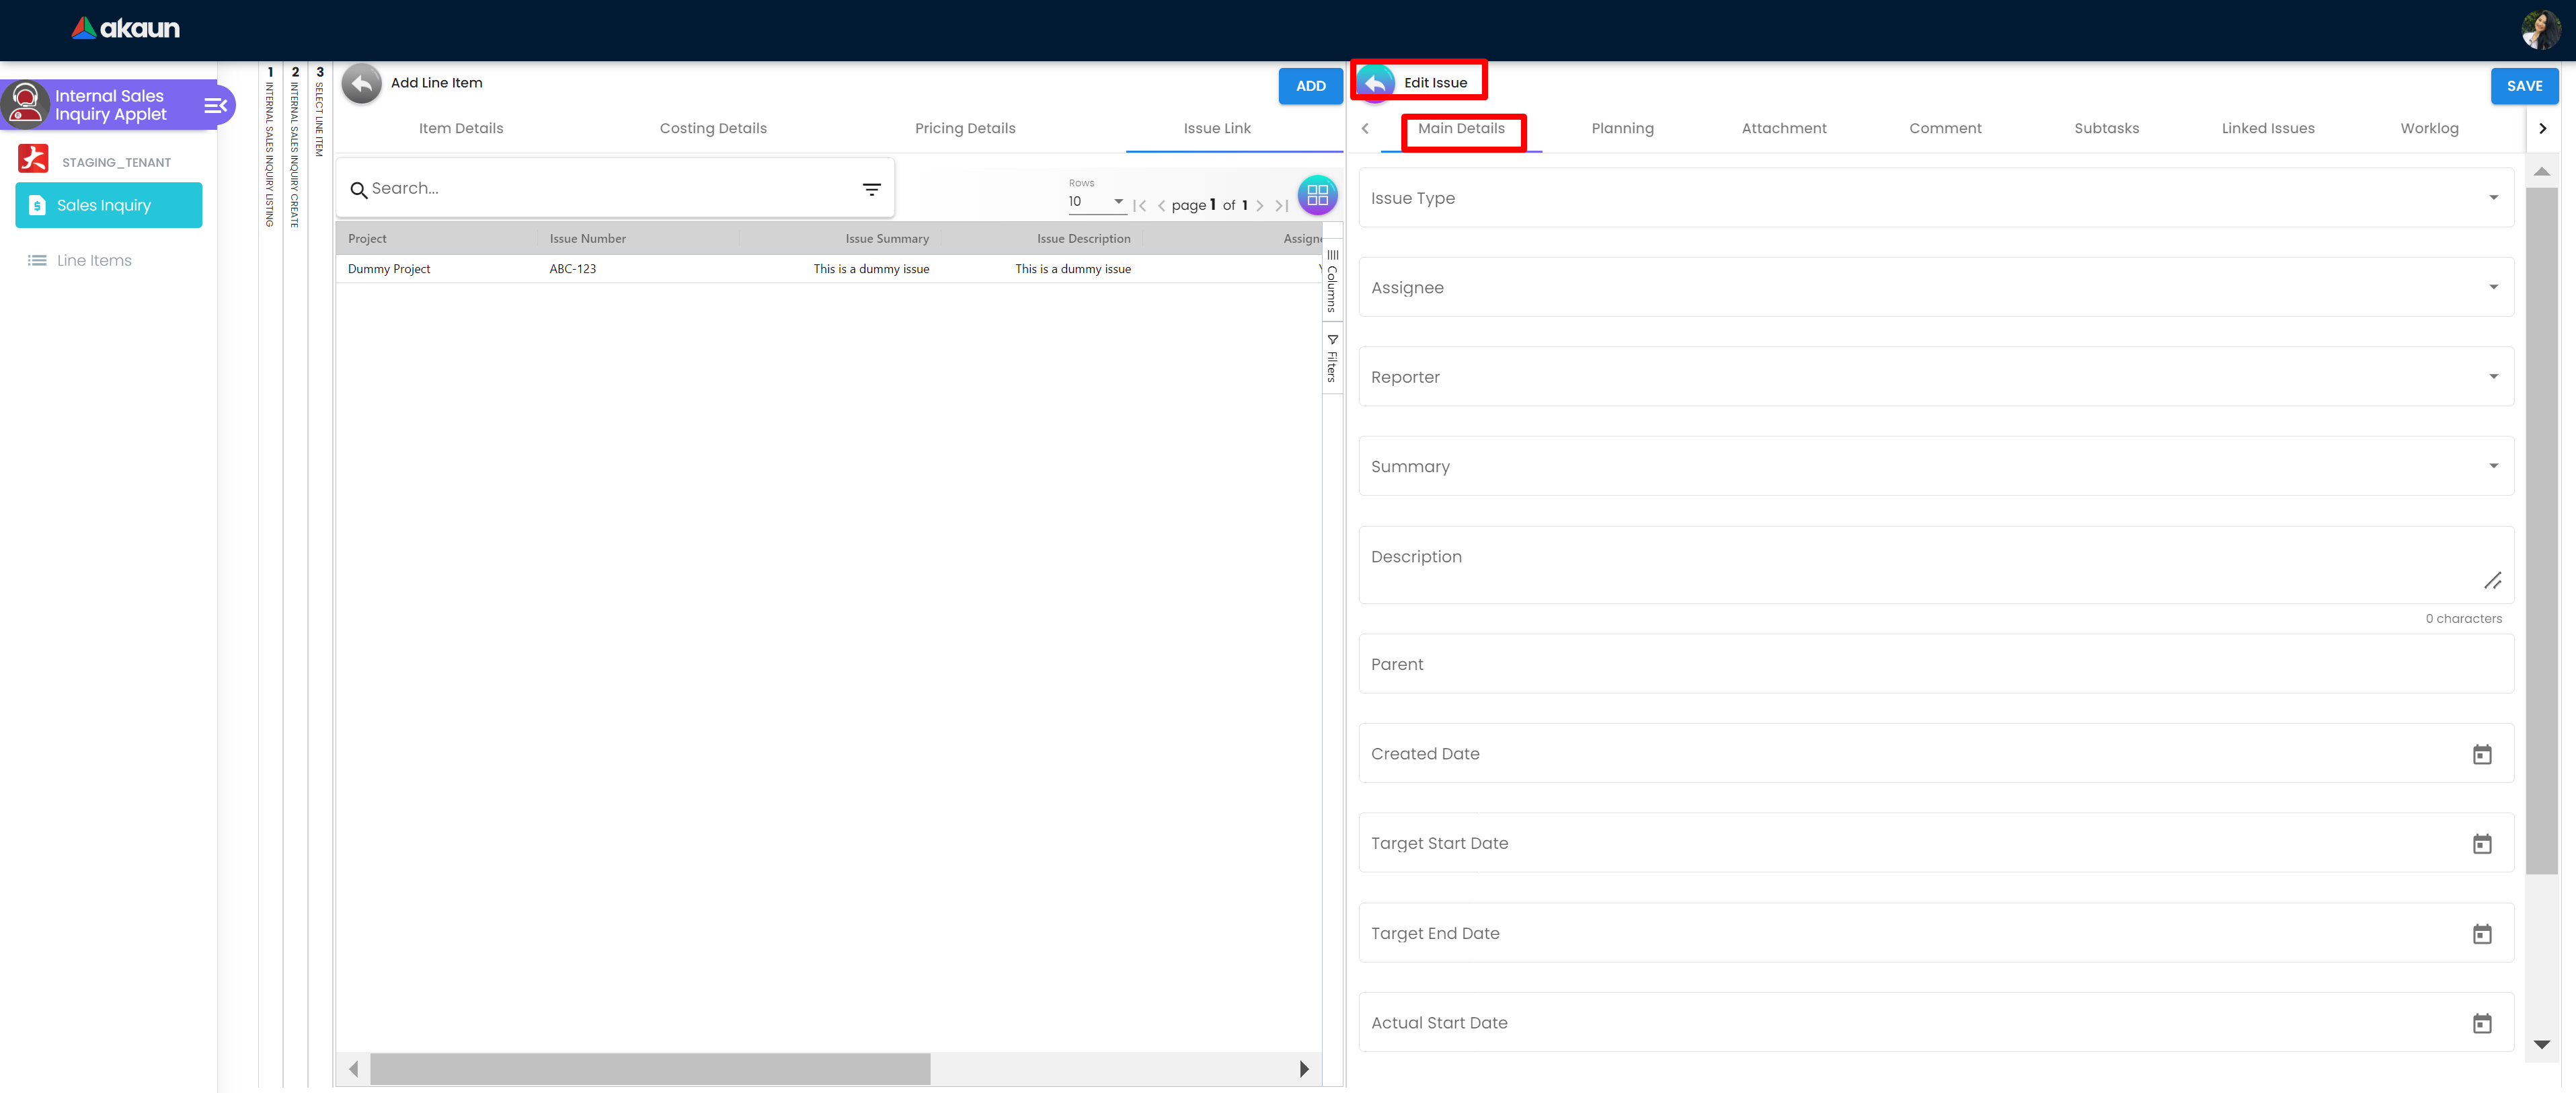 akaun
Internal Sales
Inquiry Applet
STAGING_TENANT
Sales Inquiry
Line Items
1 INTERNAL SALES INQUIRY LISTING
2 INTERNAL SALES INQUIRY CREATE
3 SELECT LINE ITEM
Add Line Item
ADD
Item Details Costing Details Pricing Details Issue Link
Search...
Rows
10
page 1 of 1
Project Issue Number Issue Summary Issue Description Assigne
Dummy Project ABC-123 This is a dummy issue This is a dummy issue
Columns
Filters
Edit Issue
SAVE
Main Details Planning Attachment Comment Subtasks Linked Issues Worklog
Issue Type
Assignee
Reporter
Summary
Description
0 characters
Parent
Created Date
Target Start Date
Target End Date
Actual Start Date